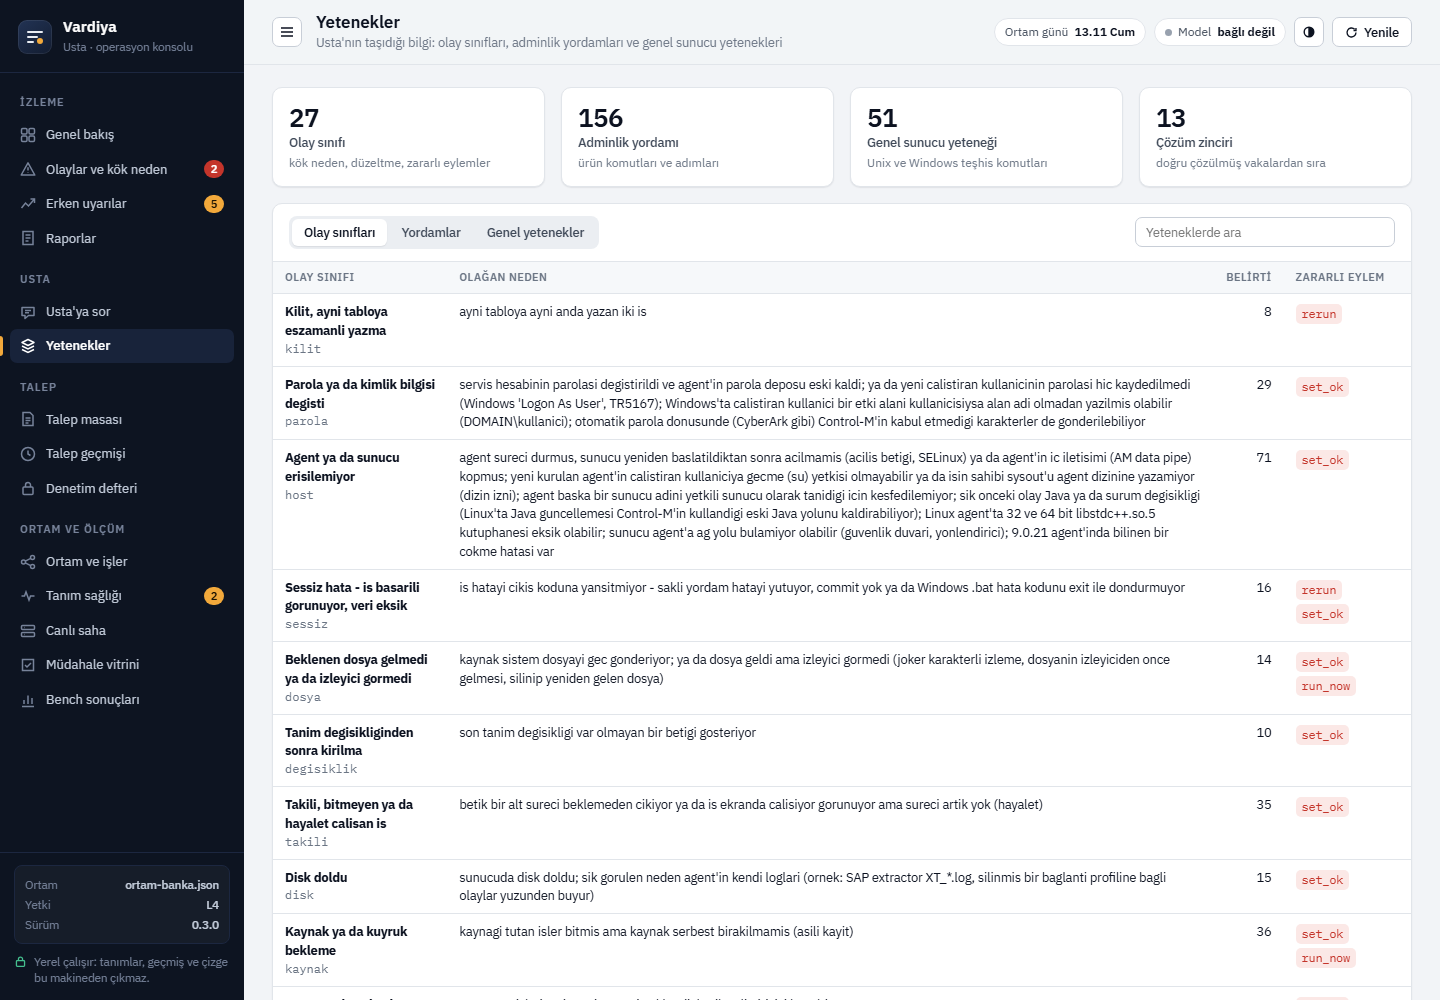 Vardiya
Usta · operasyon konsolu
İZLEME
Genel bakış
Olaylar ve kök neden 2
Erken uyarılar 5
Raporlar
USTA
Usta'ya sor
Yetenekler
TALEP
Talep masası
Talep geçmişi
Denetim defteri
ORTAM VE ÖLÇÜM
Ortam ve işler
Tanım sağlığı 2
Canlı saha
Müdahale vitrini
Bench sonuçları
Ortam ortam-banka.json
Yetki L4
Sürüm 0.3.0
Yerel çalışır: tanımlar, geçmiş ve çizge
bu makineden çıkmaz.
Yetenekler
Usta'nın taşıdığı bilgi: olay sınıfları, adminlik yordamları ve genel sunucu yetenekleri
Ortam günü 13.11 Cum
Model bağlı değil
Yenile
27
Olay sınıfı
kök neden, düzeltme, zararlı eylemler
156
Adminlik yordamı
ürün komutları ve adımları
51
Genel sunucu yeteneği
Unix ve Windows teşhis komutları
13
Çözüm zinciri
doğru çözülmüş vakalardan sıra
Olay sınıfları Yordamlar Genel yetenekler
Yeteneklerde ara
OLAY SINIFI OLAĞAN NEDEN BELİRTİ ZARARLI EYLEM
Kilit, ayni tabloya
eszamanli yazma
kilit
ayni tabloya ayni anda yazan iki is
8
rerun
Parola ya da kimlik bilgisi
degisti
parola
servis hesabinin parolasi degistirildi ve agent'in parola deposu eski kaldi; ya da yeni calistiran kullanicinin parolasi hic kaydedilmedi
(Windows 'Logon As User', TR5167); Windows'ta calistiran kullanici bir etki alani kullanicisiysa alan adi olmadan yazilmis olabilir
(DOMAIN\kullanici); otomatik parola donusunde (CyberArk gibi) Control-M'in kabul etmedigi karakterler de gonderilebiliyor
29
set_ok
Agent ya da sunucu
erisilemiyor
host
agent sureci durmus, sunucu yeniden baslatildiktan sonra acilmamis (acilis betigi, SELinux) ya da agent'in ic iletisimi (AM data pipe)
kopmus; yeni kurulan agent'in calistiran kullaniciya gecme (su) yetkisi olmayabilir ya da isin sahibi sysout'u agent dizinine yazamiyor
(dizin izni); agent baska bir sunucu adini yetkili sunucu olarak tanidigi icin kesfedilemiyor; sik onceki olay Java ya da surum degisikligi
(Linux'ta Java guncellemesi Control-M'in kullandigi eski Java yolunu kaldirabiliyor); Linux agent'ta 32 ve 64 bit libstdc++.so.5
kutuphanesi eksik olabilir; sunucu agent'a ag yolu bulamiyor olabilir (guvenlik duvari, yonlendirici); 9.0.21 agent'inda bilinen bir
cokme hatasi var
71
set_ok
Sessiz hata - is basarili
gorunuyor, veri eksik
sessiz
is hatayi cikis koduna yansitmiyor - sakli yordam hatayi yutuyor, commit yok ya da Windows .bat hata kodunu exit ile dondurmuyor
16
rerun
set_ok
Beklenen dosya gelmedi
ya da izleyici gormedi
dosya
kaynak sistem dosyayi gec gonderiyor; ya da dosya geldi ama izleyici gormedi (joker karakterli izleme, dosyanin izleyiciden once
gelmesi, silinip yeniden gelen dosya)
14
set_ok
run_now
Tanim degisikliginden
sonra kirilma
degisiklik
son tanim degisikligi var olmayan bir betigi gosteriyor
10
set_ok
Takili, bitmeyen ya da
hayalet calisan is
takili
betik bir alt sureci beklemeden cikiyor ya da is ekranda calisiyor gorunuyor ama sureci artik yok (hayalet)
35
set_ok
Disk doldu
disk
sunucuda disk doldu; sik gorulen neden agent'in kendi loglari (ornek: SAP extractor XT_*.log, silinmis bir baglanti profiline bagli
olaylar yuzunden buyur)
15
set_ok
Kaynak ya da kuyruk
bekleme
kaynak
kaynagi tutan isler bitmis ama kaynak serbest birakilmamis (asili kayit)
36
set_ok
run_now